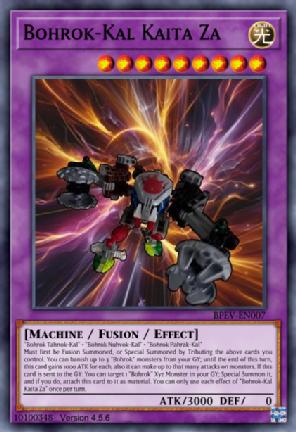 BOHROK-KAL KAITA ZA
光
BPEV-EN007
[MACHINE / FUSION / EFFECT]
"Bohrok Tahnok-Kal" + "Bohrok Nuhvok-Kal" + "Bohrok Pahrak-Kal"
Must first be Fusion Summoned, or Special Summoned by Tributing the above cards you
control. You can banish up to 3 "Bohrok" monsters from your GY; until the end of this turn,
this card gains 1000 ATK for each, also it can make up to that many attacks on monsters. If this
card is sent to the GY: You can target 1 "Bohrok" Xyz Monster in your GY; Special Summon it,
and if you do, attach this card to it as material. You can only use each effect of "Bohrok-Kal
Kaita Za" once per turn.
ATK/3000 DEF/ 0
10100348 Version 4.5.6